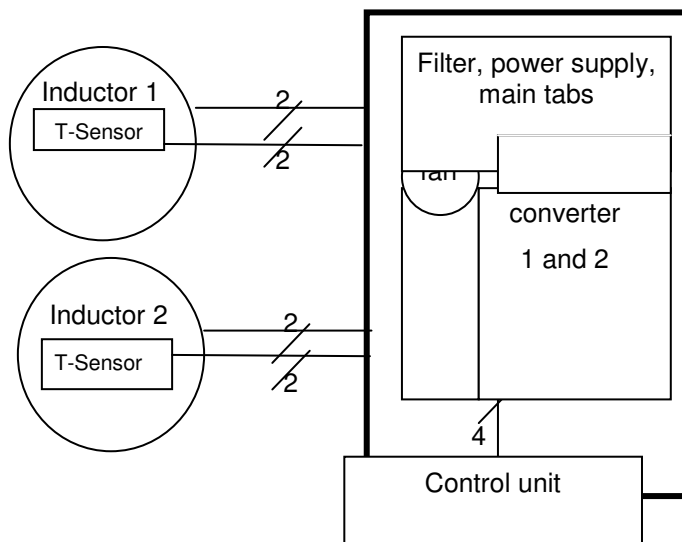 Inductor 1
T-Sensor
2
2
Filter, power supply,
main tabs
fan
converter
1 and 2
Inductor 2
T-Sensor
2
2
4
Control unit